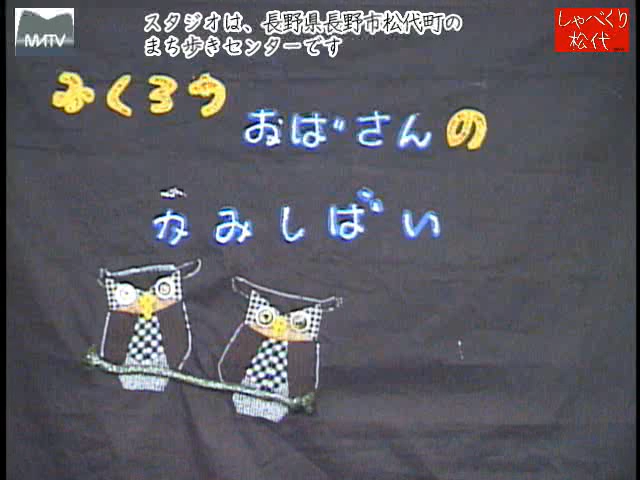 MATV
スタジオは、長野県長野市松代町の
まち歩きセンターです
しゃべくり
松代
ふくろう
おばさんの
かみしばい